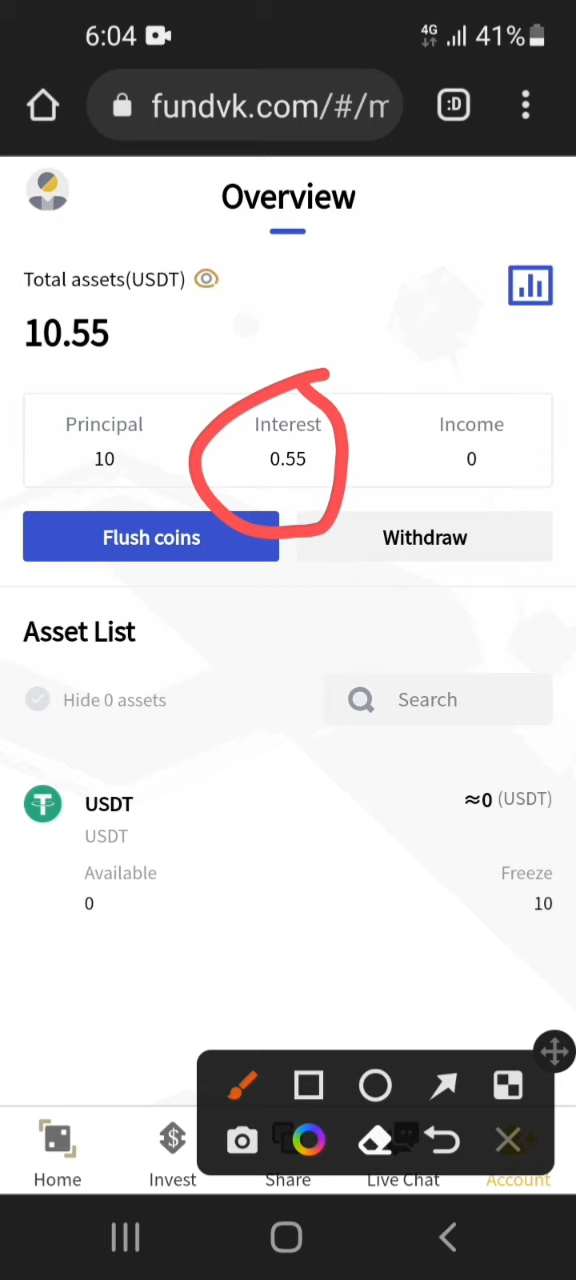 6:04
4G 41%
:D
fundvk.com/#/m
Overview
Total assets(USDT)
10.55
Principal Interest Income
10 0.55 0
Flush coins Withdraw
Asset List
Hide 0 assets Search
USDT ≈0 (USDT)
USDT
Available Freeze
0 10
Home Invest Share Live Chat Account